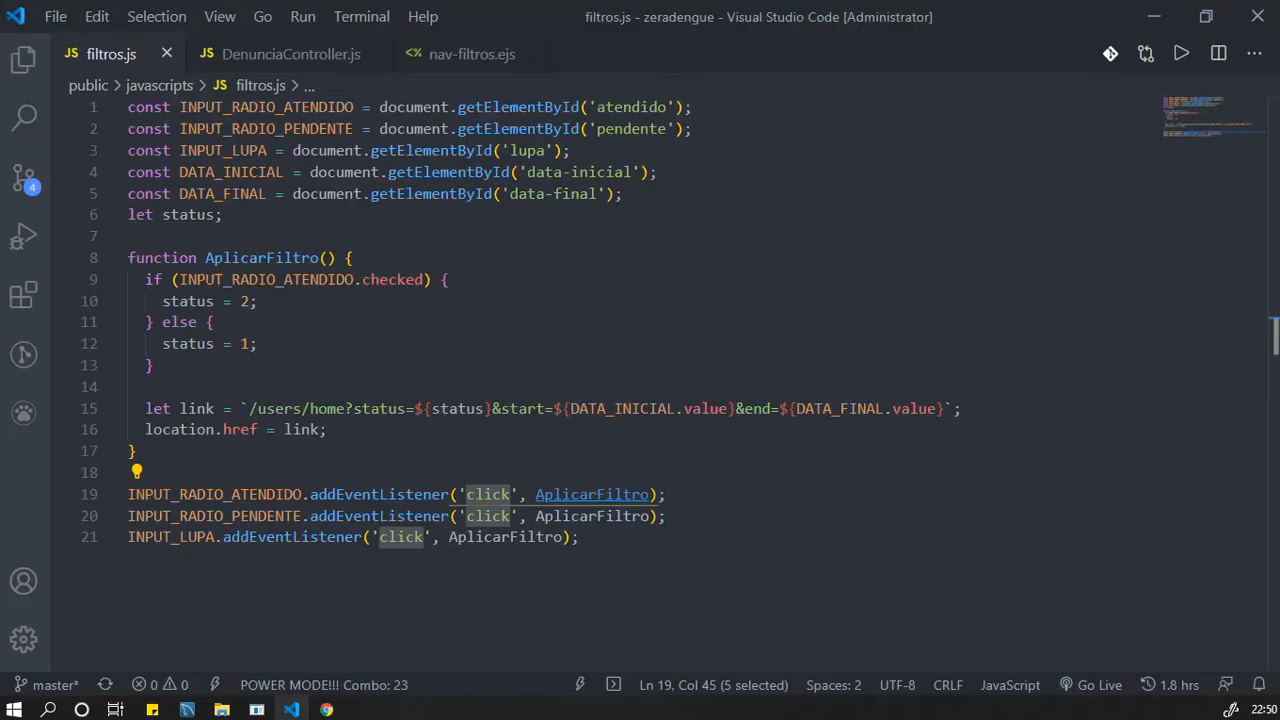 File Edit Selection View Go Run Terminal Help filtros.js - zeradengue - Visual Studio Code [Administrator]
JS filtros.js JS DenunciaController.js <% nav-filtros.ejs
public > javascripts > JS filtros.js > ...
1 const INPUT_RADIO_ATENDIDO = document.getElementById('atendido');
2 const INPUT_RADIO_PENDENTE = document.getElementById('pendente');
3 const INPUT_LUPA = document.getElementById('lupa');
4 const DATA_INICIAL = document.getElementById('data-inicial');
5 const DATA_FINAL = document.getElementById('data-final');
6 let status;
7
8 function AplicarFiltro() {
9 if (INPUT_RADIO_ATENDIDO.checked) {
10 status = 2;
11 } else {
12 status = 1;
13 }
14
15 let link = `/users/home?status=${status}&start=${DATA_INICIAL.value}&end=${DATA_FINAL.value}`;
16 location.href = link;
17 }
18
19 INPUT_RADIO_ATENDIDO.addEventListener('click', AplicarFiltro);
20 INPUT_RADIO_PENDENTE.addEventListener('click', AplicarFiltro);
21 INPUT_LUPA.addEventListener('click', AplicarFiltro);
4
master* 0 0 POWER MODE!!! Combo: 23 Ln 19, Col 45 (5 selected) Spaces: 2 UTF-8 CRLF JavaScript Go Live 1.8 hrs
22:50